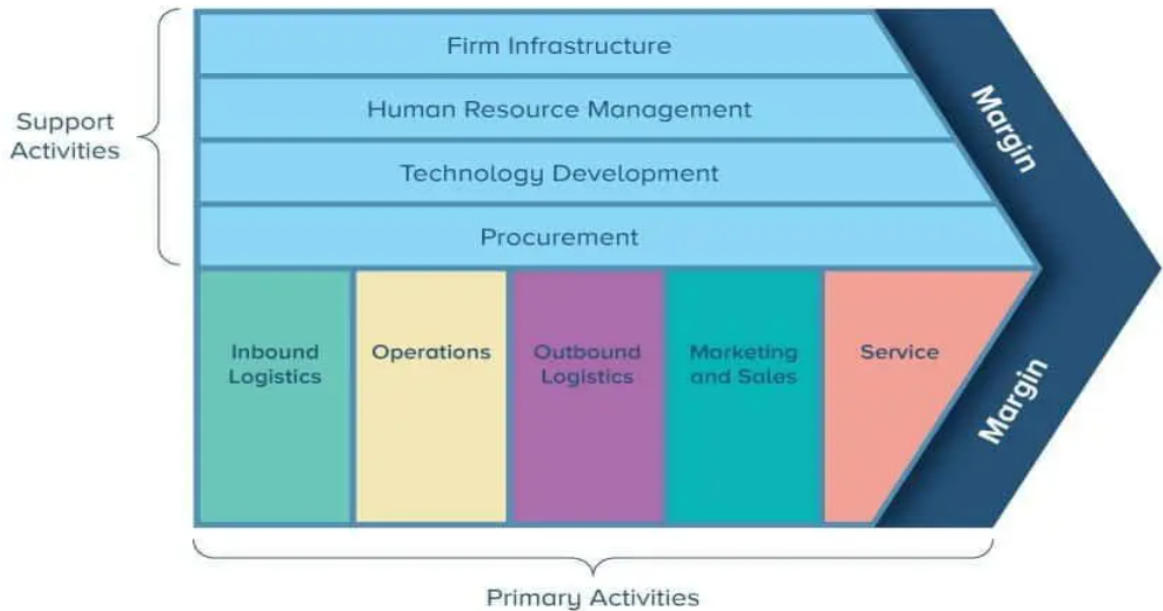 Firm Infrastructure
Human Resource Management
Technology Development
Procurement
Support
Activities
Margin
Inbound
Logistics
Operations
Outbound
Logistics
Marketing
and Sales
Service
Margin
Primary Activities